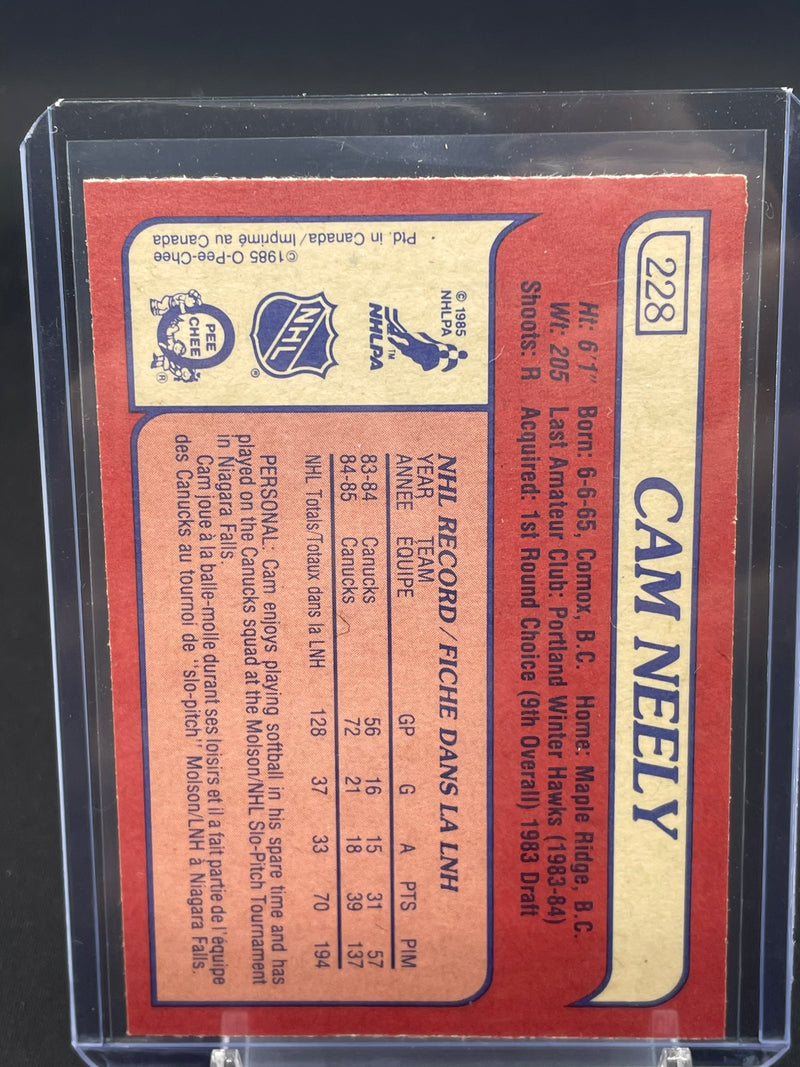 228
CAM NEELY
Ht: 6'1" Born: 6-6-65, Comox, B.C. Home: Maple Ridge, B.C.
Wt: 205 Last Amateur Club: Portland Winter Hawks (1983-84)
Shoots: R Acquired: 1st Round Choice (9th Overall) 1983 Draft
© 1985
NHLPA
TM
NHLPA
NHL
®
PEE
CHEE
®
©1985 O-Pee-Chee
Ptd. in Canada/Imprimé au Canada
NHL RECORD / FICHE DANS LA LNH
YEAR TEAM GP G A PTS PIM
ANNÉE ÉQUIPE
83-84 Canucks 56 16 15 31 57
84-85 Canucks 72 21 18 39 137
NHL Totals/Totaux dans la LNH 128 37 33 70 194
PERSONAL: Cam enjoys playing softball in his spare time and has
played on the Canucks squad at the Molson/NHL Slo-Pitch Tournament
in Niagara Falls.
Cam joue à la balle-molle durant ses loisirs et il a fait partie de l'équipe
des Canucks au tournoi de "slo-pitch" Molson/LNH à Niagara Falls.